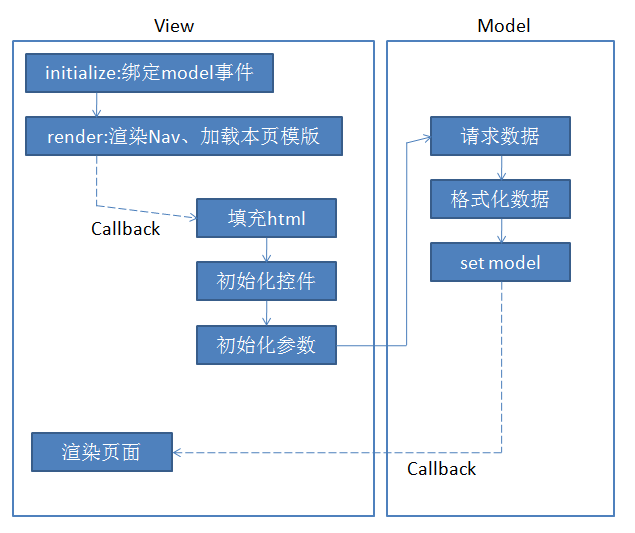 View
initialize:绑定model事件
render:渲染Nav、加载本页模版
Callback
填充html
初始化控件
初始化参数
渲染页面
Model
请求数据
格式化数据
set model
Callback